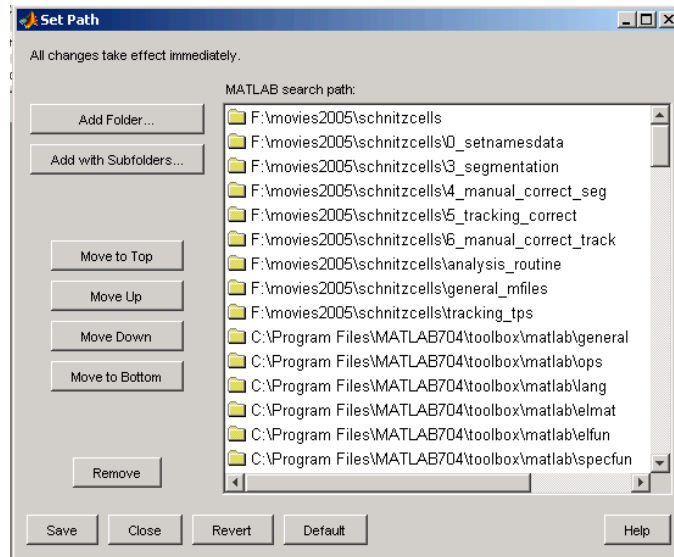 Set Path
All changes take effect immediately.
MATLAB search path:
Add Folder...
Add with Subfolders...
Move to Top
Move Up
Move Down
Move to Bottom
Remove
F:\movies2005\schnitzcells
F:\movies2005\schnitzcells\0_setnamesdata
F:\movies2005\schnitzcells\3_segmentation
F:\movies2005\schnitzcells\4_manual_correct_seg
F:\movies2005\schnitzcells\5_tracking_correct
F:\movies2005\schnitzcells\6_manual_correct_track
F:\movies2005\schnitzcells\analysis_routine
F:\movies2005\schnitzcells\general_mfiles
F:\movies2005\schnitzcells\tracking_tps
C:\Program Files\MATLAB704\toolbox\matlab\general
C:\Program Files\MATLAB704\toolbox\matlab\ops
C:\Program Files\MATLAB704\toolbox\matlab\lang
C:\Program Files\MATLAB704\toolbox\matlab\elmat
C:\Program Files\MATLAB704\toolbox\matlab\elfun
C:\Program Files\MATLAB704\toolbox\matlab\specfun
Save Close Revert Default Help